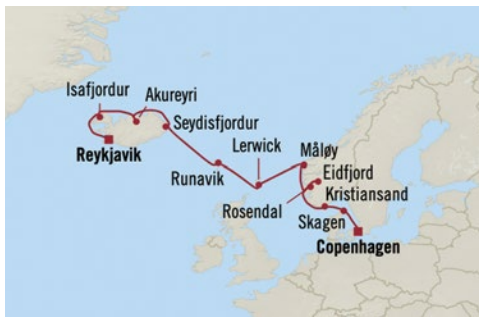 Isafjordur
Akureyri
Seydisfjordur
Reykjavik
Lerwick
Måløy
Runavik
Eidfjord
Kristiansand
Rosendal
Skagen
Copenhagen